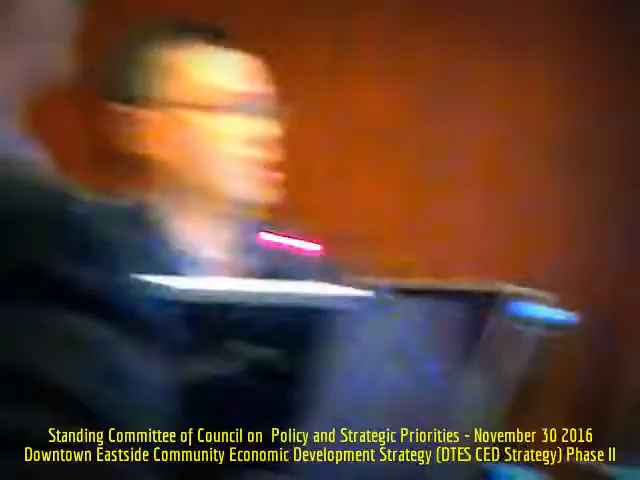 Standing Committee of Council on Policy and Strategic Priorities - November 30 2016
Downtown Eastside Community Economic Development Strategy (DTES CED Strategy) Phase II